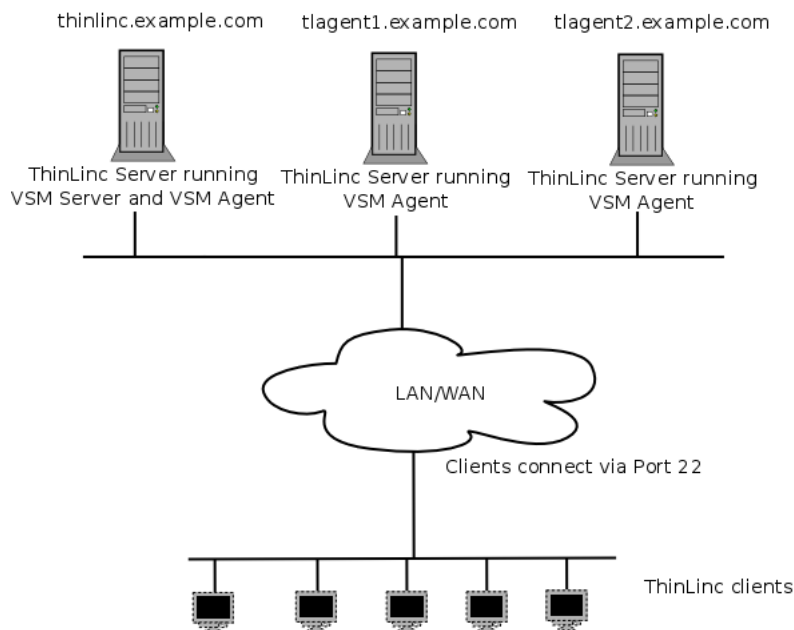 thinlinc.example.com
tlagent1.example.com
tlagent2.example.com
ThinLinc Server running
VSM Server and VSM Agent
ThinLinc Server running
VSM Agent
ThinLinc Server running
VSM Agent
LAN/WAN
Clients connect via Port 22
ThinLinc clients